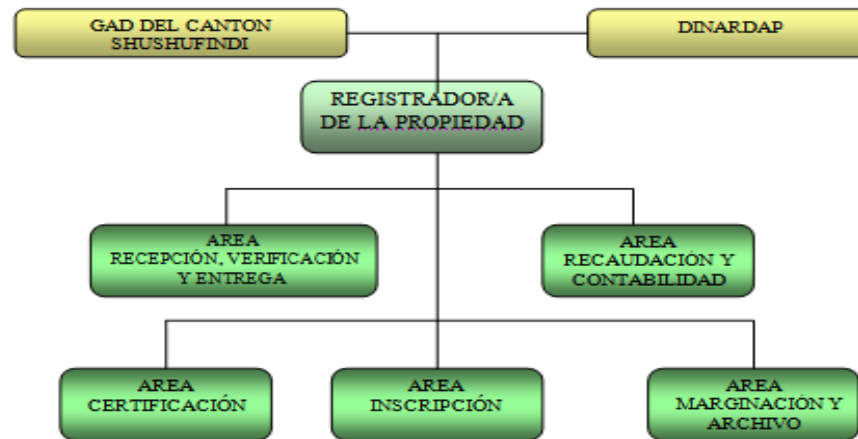 GAD DEL CANTON
SHUSHUFINDI
DINARDAP
REGISTRADOR/A
DE LA PROPIEDAD
AREA
RECEPCIÓN, VERIFICACIÓN
Y ENTREGA
AREA
RECAUDACIÓN Y
CONTABILIDAD
AREA
CERTIFICACIÓN
AREA
INSCRIPCIÓN
AREA
MARGINACIÓN Y
ARCHIVO